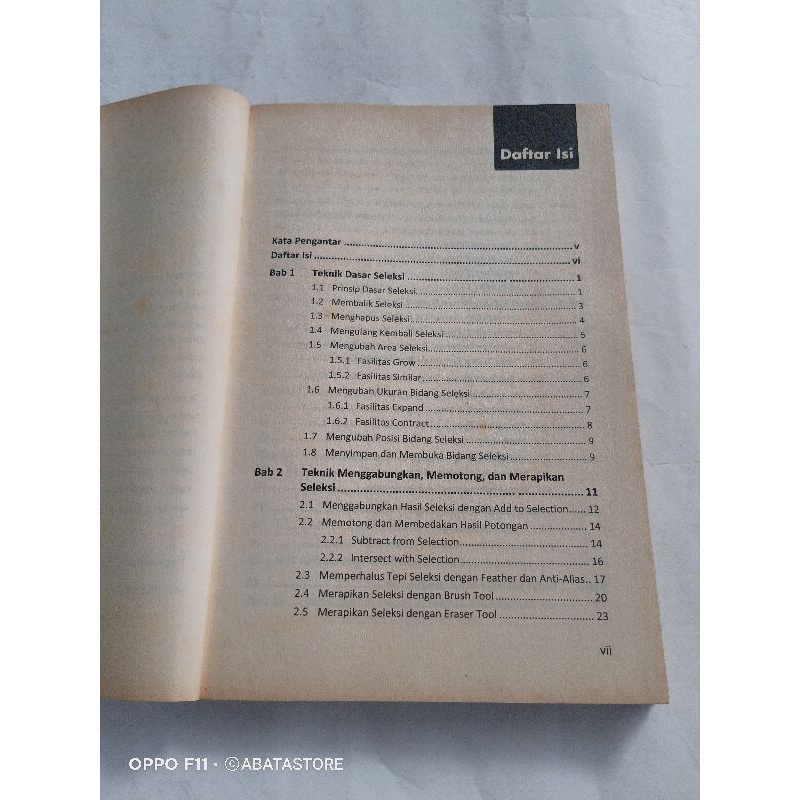 Daftar Isi
Kata Pengantar ........ v
Daftar Isi ........ vi
Bab 1 Teknik Dasar Seleksi ........ 1
1.1 Prinsip Dasar Seleksi ........ 1
1.2 Membalik Seleksi ........ 3
1.3 Menghapus Seleksi ........ 4
1.4 Mengulang Kembali Seleksi ........ 5
1.5 Mengubah Area Seleksi ........ 6
1.5.1 Fasilitas Grow ........ 6
1.5.2 Fasilitas Similar ........ 6
1.6 Mengubah Ukuran Bidang Seleksi ........ 7
1.6.1 Fasilitas Expand ........ 7
1.6.2 Fasilitas Contract ........ 8
1.7 Mengubah Posisi Bidang Seleksi ........ 9
1.8 Menyimpan dan Membuka Bidang Seleksi ........ 9
Bab 2 Teknik Menggabungkan, Memotong, dan Merapikan
Seleksi ........ 11
2.1 Menggabungkan Hasil Seleksi dengan Add to Selection ...... 12
2.2 Memotong dan Membedakan Hasil Potongan ........ 14
2.2.1 Subtract from Selection ........ 14
2.2.2 Intersect with Selection ........ 16
2.3 Memperhalus Tepi Seleksi dengan Feather dan Anti-Alias.. 17
2.4 Merapikan Seleksi dengan Brush Tool ........ 20
2.5 Merapikan Seleksi dengan Eraser Tool ........ 23
vii
OPPO F11 · ©ABATASTORE